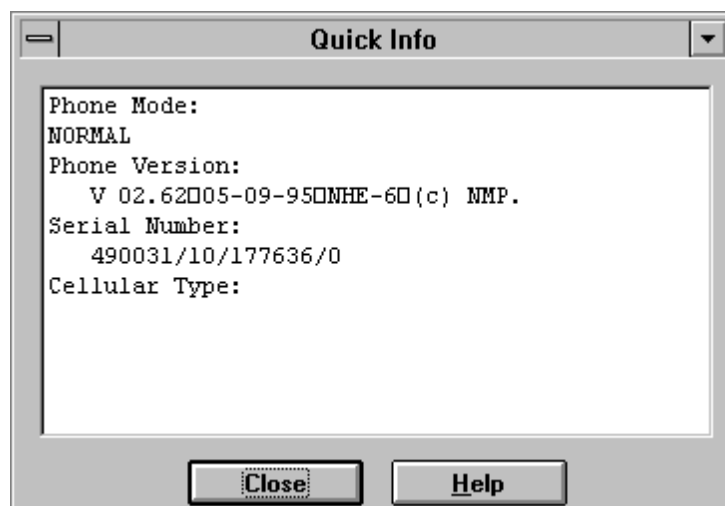 Quick Info
Phone Mode:
NORMAL
Phone Version:
V 02.62□05-09-95□NHE-6□(c) NMP.
Serial Number:
490031/10/177636/0
Cellular Type:
Close
Help